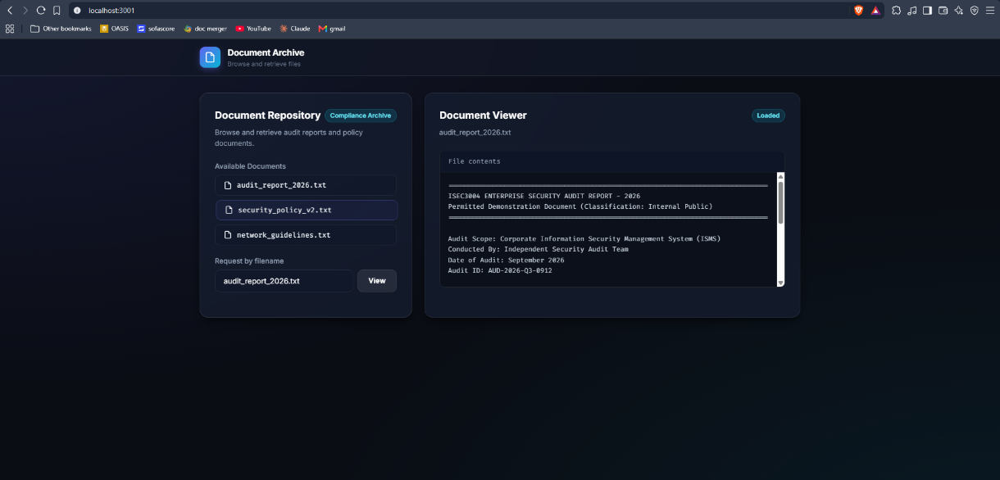 localhost:3001
Other bookmarks
OASIS
sofascore
doc merger
YouTube
Claude
gmail
Document Archive
Browse and retrieve files
Document Repository
Compliance Archive
Browse and retrieve audit reports and policy
documents.
Available Documents
audit_report_2026.txt
security_policy_v2.txt
network_guidelines.txt
Request by filename
audit_report_2026.txt
View
Document Viewer
Loaded
audit_report_2026.txt
File contents
ISEC3004 ENTERPRISE SECURITY AUDIT REPORT - 2026
Permitted Demonstration Document (Classification: Internal Public)
Audit Scope: Corporate Information Security Management System (ISMS)
Conducted By: Independent Security Audit Team
Date of Audit: September 2026
Audit ID: AUD-2026-Q3-0912